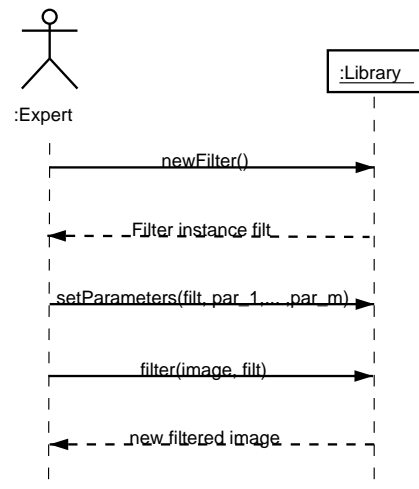 :Library
:Expert
newFilter()
Filter instance filt
setParameters(filt, par_1,... ,par_m)
filter(image, filt)
new filtered image